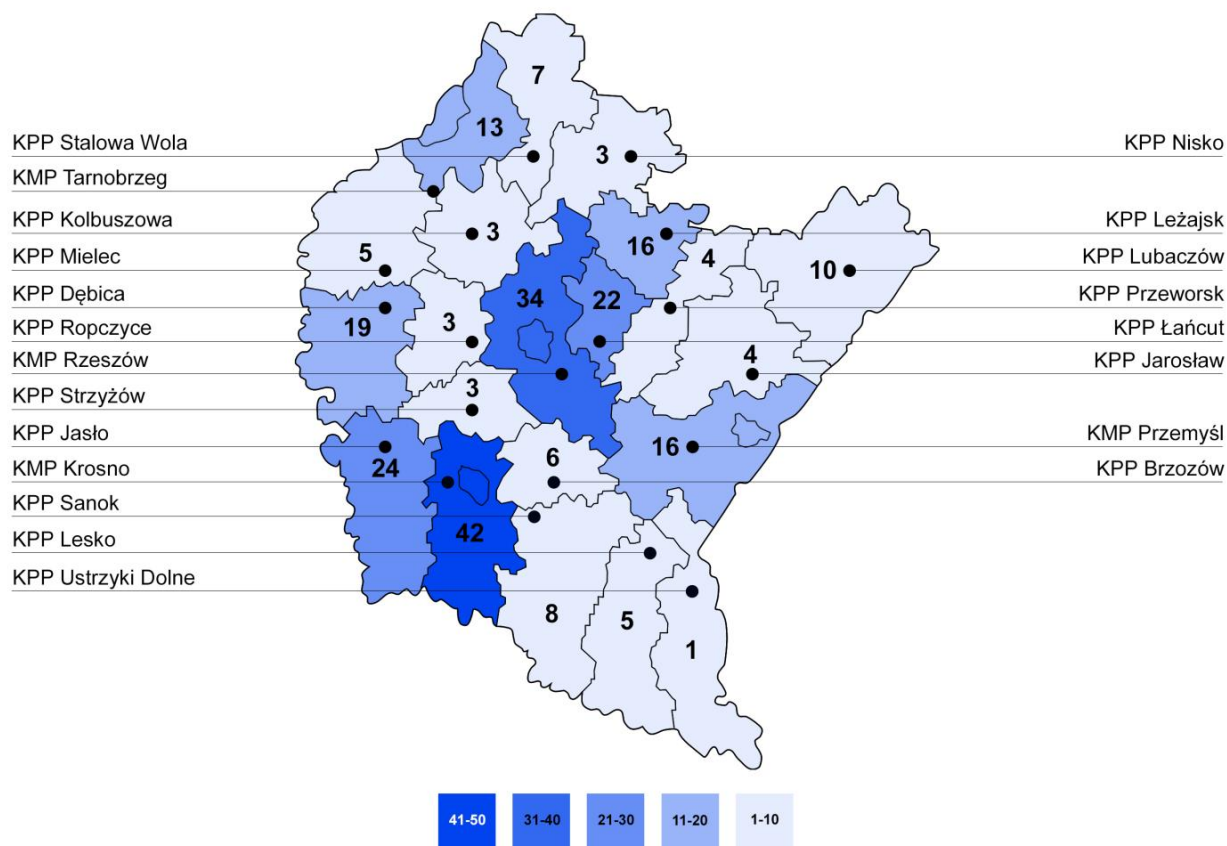 7
13
KPP Stalowa Wola
3
KPP Nisko
KMP Tarnobrzeg
KPP Kolbuszowa
3
16
KPP Leżajsk
KPP Mielec
5
4
10
KPP Lubaczów
KPP Dębica
19
34
22
KPP Przeworsk
KPP Ropczyce
3
KPP Łańcut
KMP Rzeszów
4
KPP Jarosław
KPP Strzyżów
3
KPP Jasło
24
16
KMP Przemyśl
KMP Krosno
6
KPP Brzozów
KPP Sanok
42
KPP Lesko
KPP Ustrzyki Dolne
8
5
1
41-50
31-40
21-30
11-20
1-10